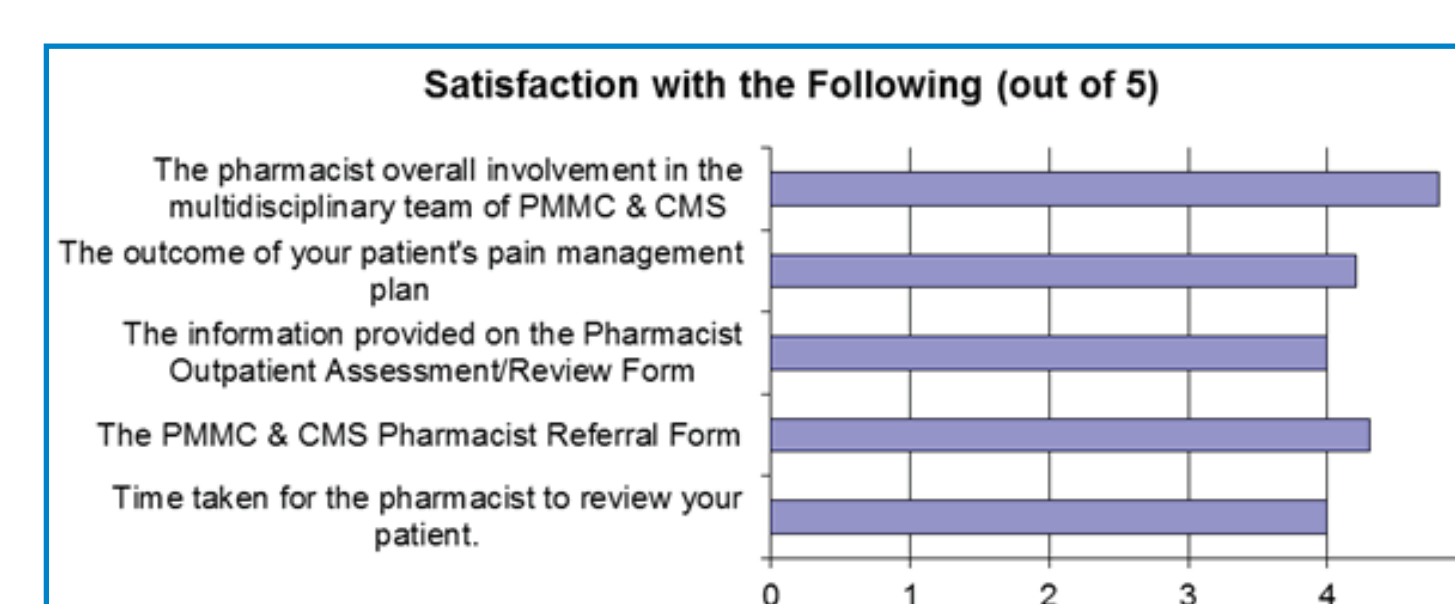 Satisfaction with the Following (out of 5)
The pharmacist overall involvement in the
multidisciplinary team of PMMC & CMS
The outcome of your patient's pain management
plan
The information provided on the Pharmacist
Outpatient Assessment/Review Form
The PMMC & CMS Pharmacist Referral Form
Time taken for the pharmacist to review your
patient.
0 1 2 3 4